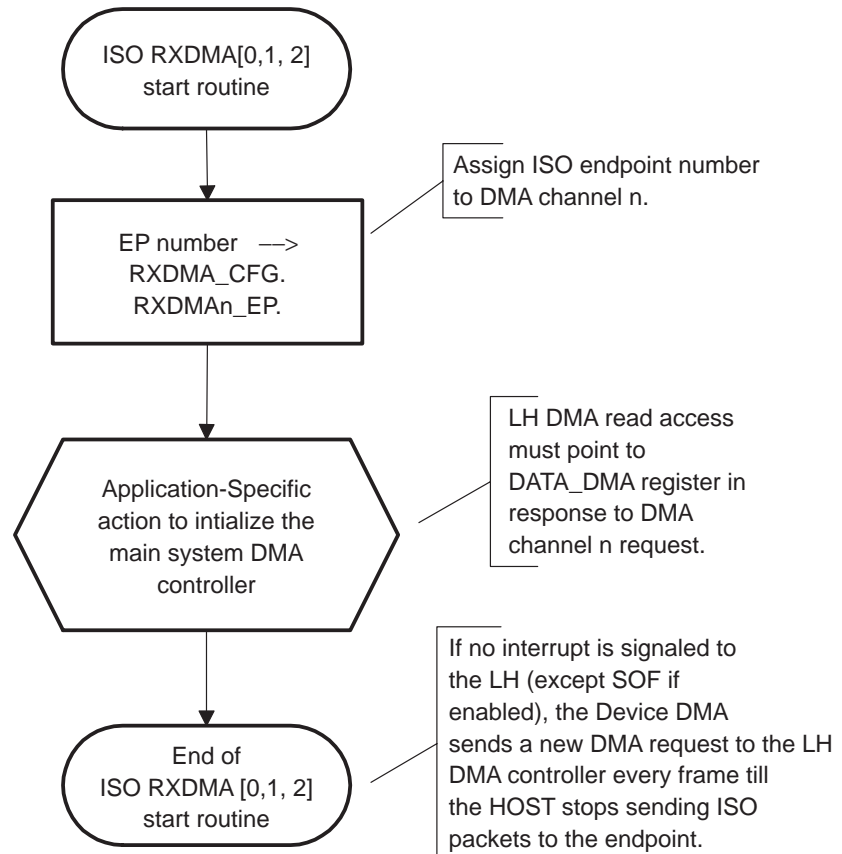 ISO RXDMA[0,1, 2]
start routine
Assign ISO endpoint number
to DMA channel n.
EP number −−>
RXDMA_CFG.
RXDMAn_EP.
LH DMA read access
must point to
DATA_DMA register in
response to DMA
channel n request.
Application-Specific
action to intialize the
main system DMA
controller
If no interrupt is signaled to
the LH (except SOF if
enabled), the Device DMA
sends a new DMA request to the LH
DMA controller every frame till
the HOST stops sending ISO
packets to the endpoint.
End of
ISO RXDMA [0,1, 2]
start routine